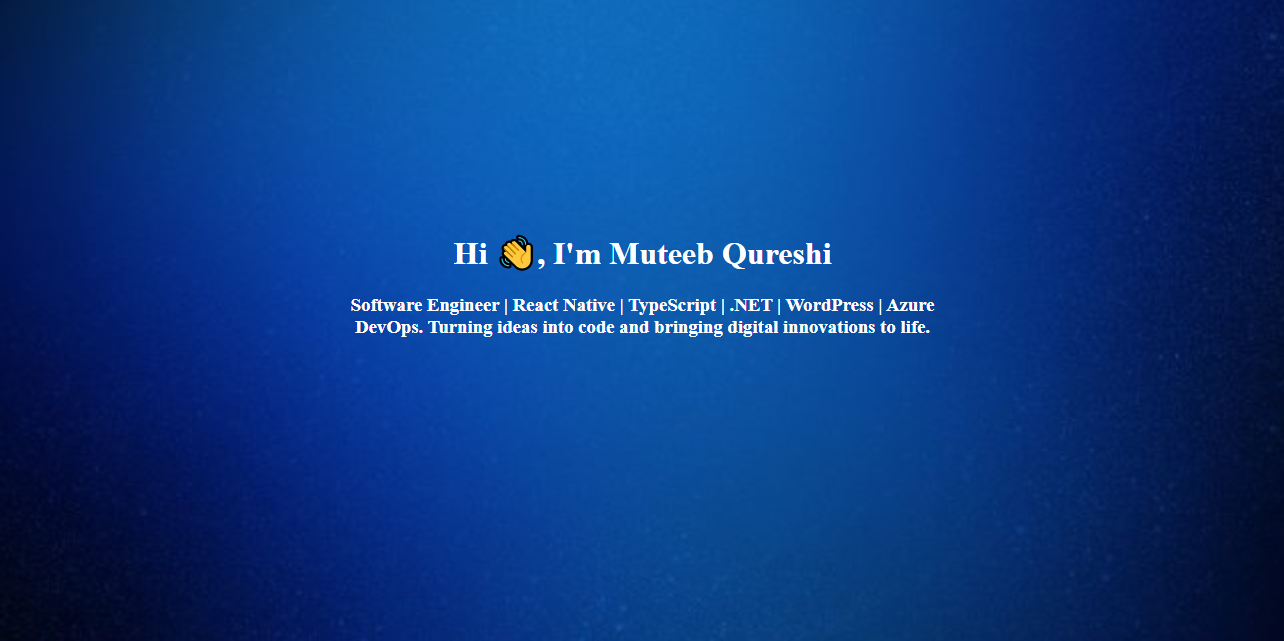 Hi 👋, I'm Muteeb Qureshi
Software Engineer | React Native | TypeScript | .NET | WordPress | Azure
DevOps. Turning ideas into code and bringing digital innovations to life.